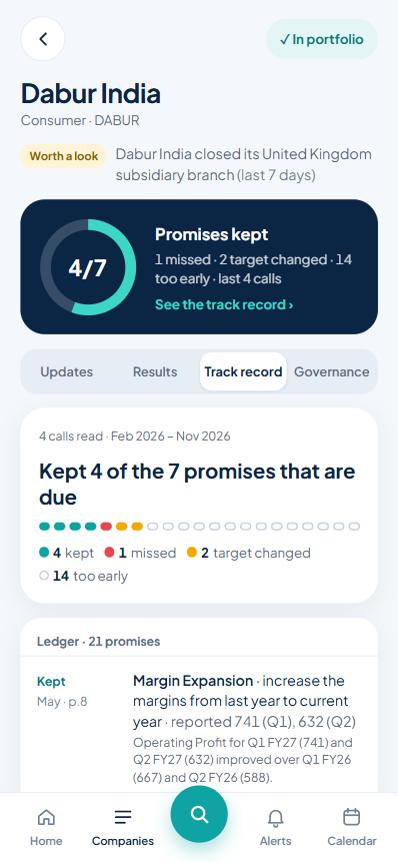 ✓ In portfolio
Dabur India
Consumer · DABUR
Worth a look
Dabur India closed its United Kingdom
subsidiary branch (last 7 days)
4/7
Promises kept
1 missed · 2 target changed · 14
too early · last 4 calls
See the track record ›
Updates
Results
Track record
Governance
4 calls read · Feb 2026 – Nov 2026
Kept 4 of the 7 promises that are
due
4 kept
1 missed
2 target changed
14 too early
Ledger · 21 promises
Kept
May · p.8
Margin Expansion · increase the
margins from last year to current
year · reported 741 (Q1), 632 (Q2)
Operating Profit for Q1 FY27 (741) and
Q2 FY27 (632) improved over Q1 FY26
(667) and Q2 FY26 (588).
Home
Companies
Alerts
Calendar